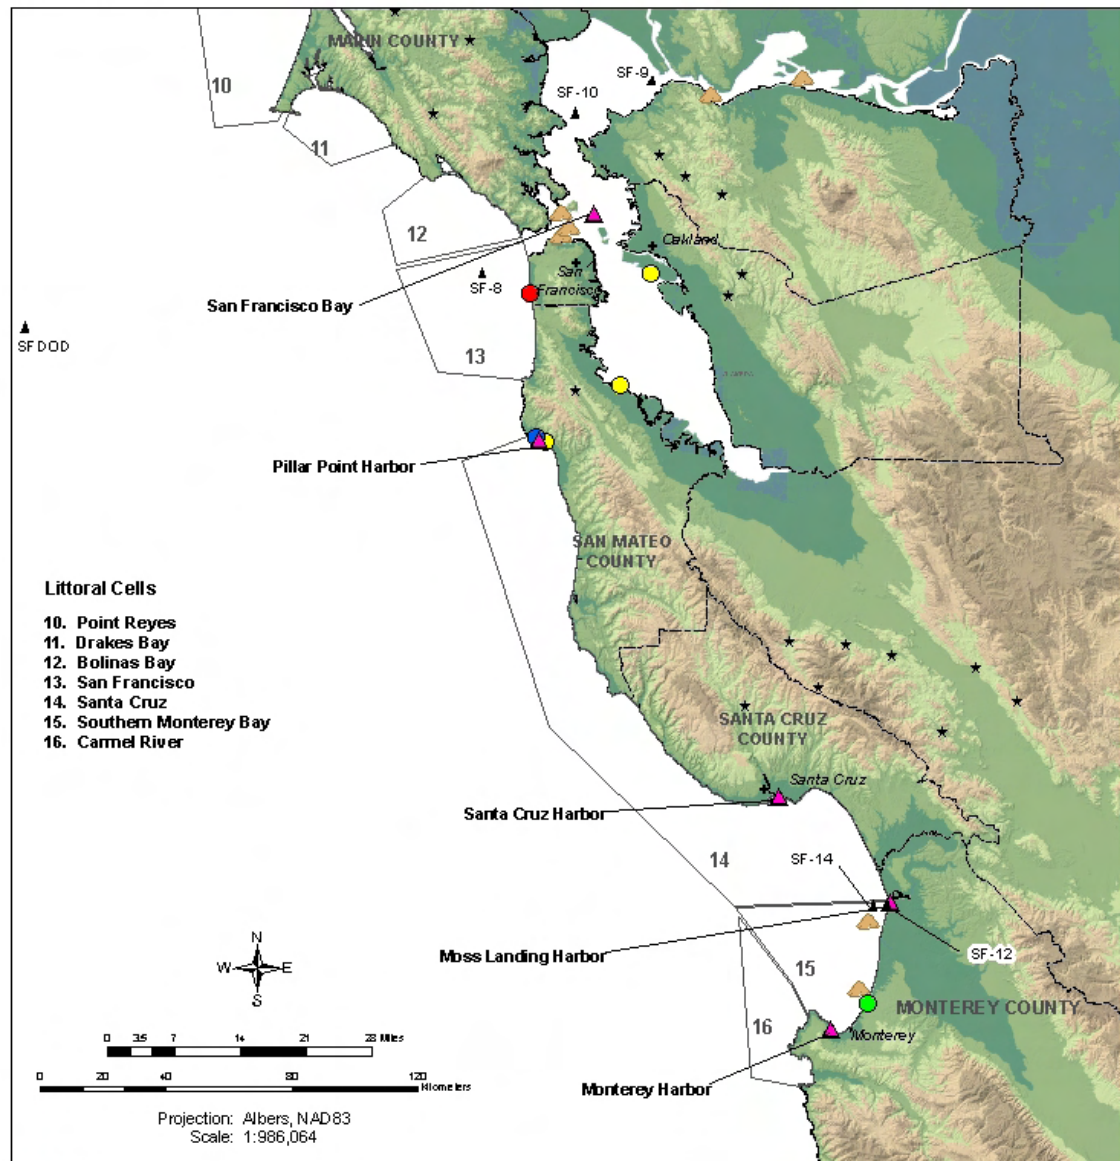 MARIN COUNTY
SF-9
SF-10
10
11
12
Oakland
San
Francisco
SF-8
San Francisco Bay
SF DOD
13
Pillar Point Harbor
SAN MATEO
COUNTY
Littoral Cells
10. Point Reyes
11. Drakes Bay
12. Bolinas Bay
13. San Francisco
14. Santa Cruz
15. Southern Monterey Bay
16. Carmel River
SANTA CRUZ
COUNTY
Santa Cruz
Santa Cruz Harbor
14
SF-14
Moss Landing Harbor
SF-12
N
W E
S
15
MONTEREY COUNTY
16
Monterey
Monterey Harbor
0 3.5 7 14 21 28 Miles
0 20 40 80 120 Kilometers
Projection: Albers, NAD83
Scale: 1:986,064